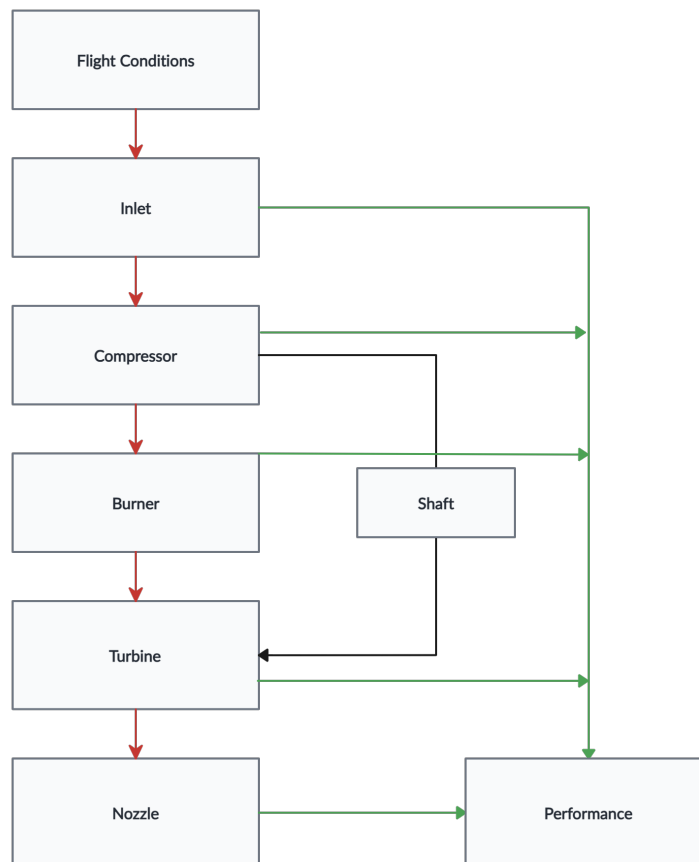 Flight Conditions
Inlet
Compressor
Burner
Shaft
Turbine
Nozzle
Performance